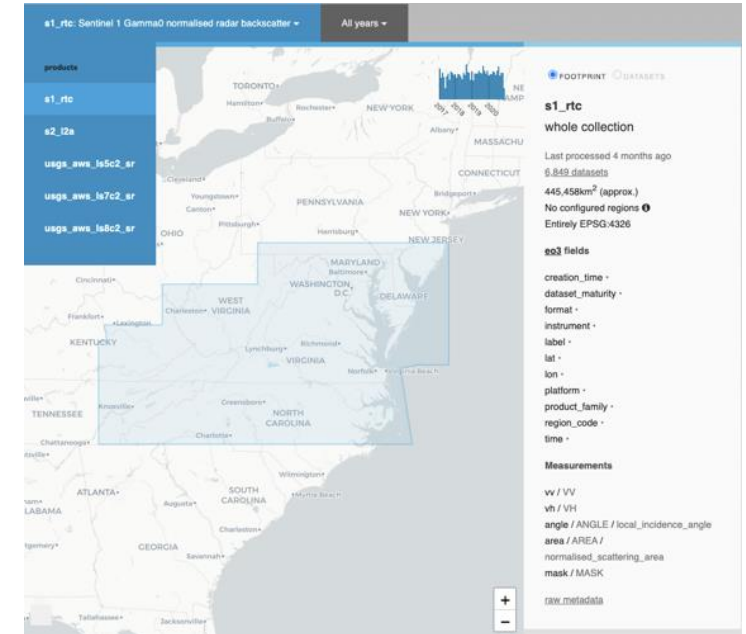 s1_rtc: Sentinel 1 Gamma0 normalised radar backscatter
All years
products
s1_rtc
s2_l2a
usgs_aws_ls5c2_sr
usgs_aws_ls7c2_sr
usgs_aws_ls8c2_sr
TORONTO
Hamilton
Rochester
NEW YORK
Buffalo
Albany
MASSACHU
CONNECTICUT
Cleveland
Youngstown
Bridgeport
Canton
PENNSYLVANIA
NEW YORK
Pittsburgh
OHIO
Harrisburg
NEW JERSEY
MARYLAND
Baltimore
Cincinnati
WASHINGTON,
D.C.
DELAWARE
WEST
VIRGINIA
Charleston
Frankfort
Lexington
KENTUCKY
Lynchburg
Richmond
VIRGINIA
Norfolk
Virginia Beach
Knoxville
Greensboro
TENNESSEE
NORTH
CAROLINA
Charlotte
Chattanooga
Wilmington
ATLANTA
SOUTH
CAROLINA
Myrtle Beach
Augusta
LABAMA
Charleston
GEORGIA
Savannah
Tallahassee
Jacksonville
2017
2018
2019
2020
+
−
FOOTPRINT DATASETS
s1_rtc
whole collection
Last processed 4 months ago
6,849 datasets
445,458km² (approx.)
No configured regions
Entirely EPSG:4326
eo3 fields
creation_time
dataset_maturity
format
instrument
label
lat
lon
platform
product_family
region_code
time
Measurements
vv / VV
vh / VH
angle / ANGLE / local_incidence_angle
area / AREA /
normalised_scattering_area
mask / MASK
raw metadata